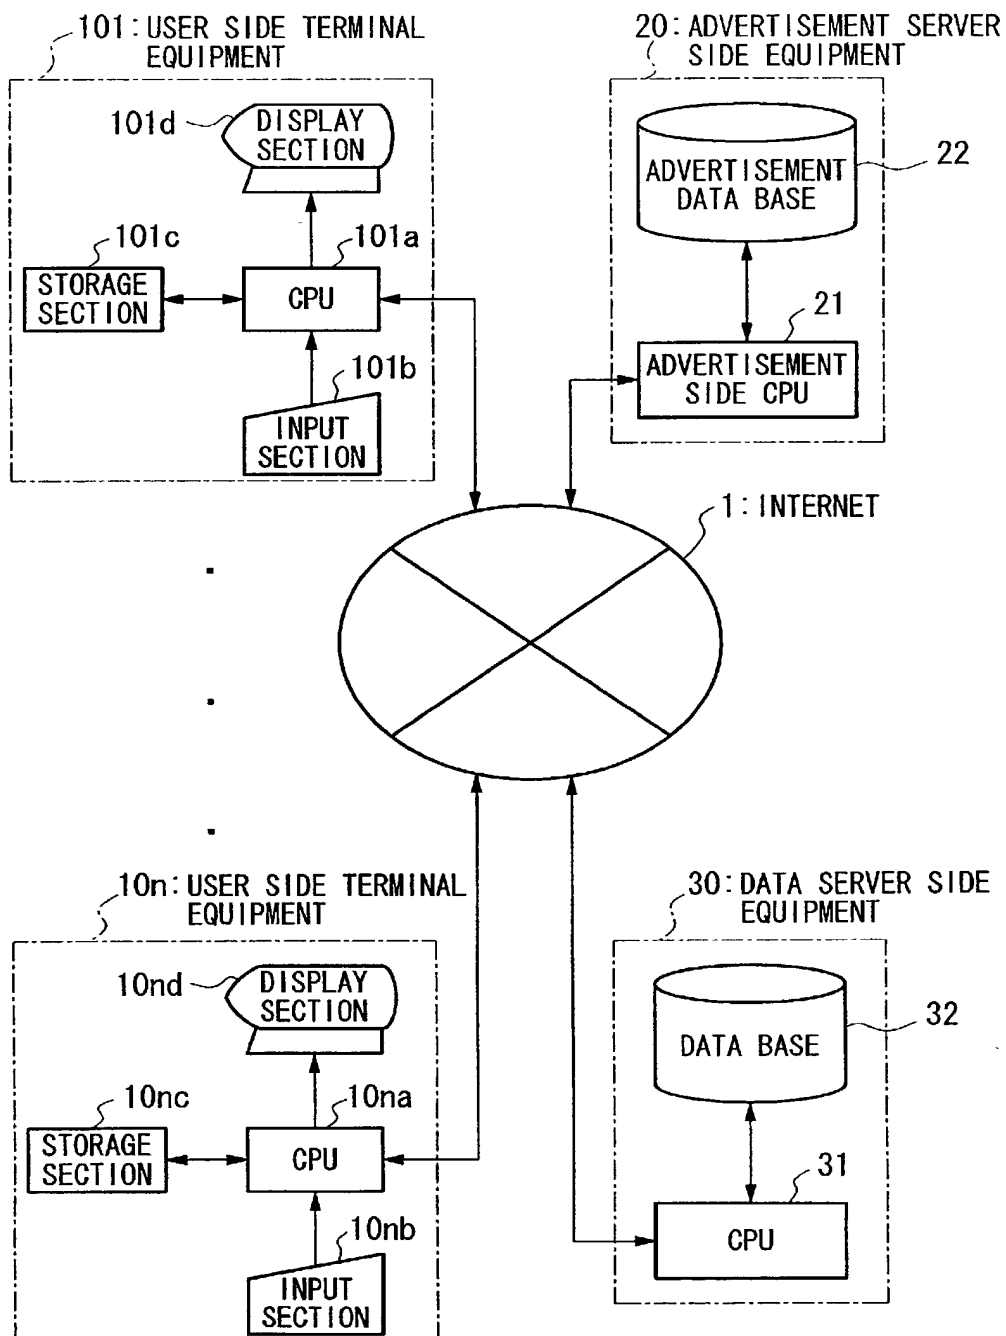 101: USER SIDE TERMINAL
EQUIPMENT
101d
DISPLAY
SECTION
101c
101a
STORAGE
SECTION
CPU
101b
INPUT
SECTION
20: ADVERTISEMENT SERVER
SIDE EQUIPMENT
ADVERTISEMENT
DATA BASE
22
21
ADVERTISEMENT
SIDE CPU
1: INTERNET
10n: USER SIDE TERMINAL
EQUIPMENT
10nd
DISPLAY
SECTION
10nc
10na
STORAGE
SECTION
CPU
10nb
INPUT
SECTION
30: DATA SERVER SIDE
EQUIPMENT
DATA BASE
32
31
CPU